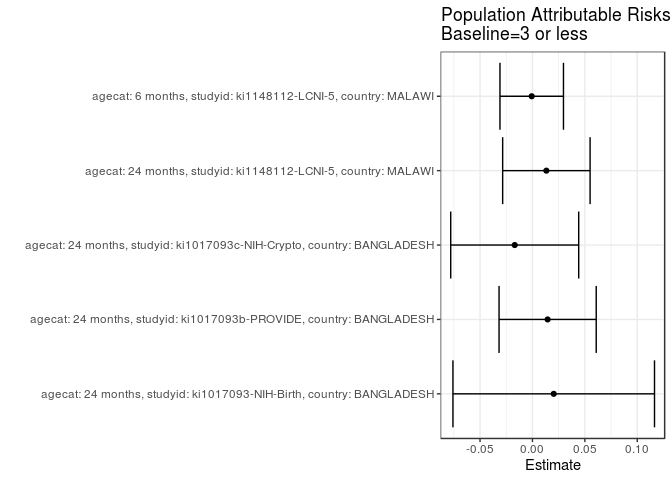 Population Attributable Risks
Baseline=3 or less
agecat: 6 months, studyid: ki1148112-LCNI-5, country: MALAWI
agecat: 24 months, studyid: ki1148112-LCNI-5, country: MALAWI
agecat: 24 months, studyid: ki1017093c-NIH-Crypto, country: BANGLADESH
agecat: 24 months, studyid: ki1017093b-PROVIDE, country: BANGLADESH
agecat: 24 months, studyid: ki1017093-NIH-Birth, country: BANGLADESH
-0.05 0.00 0.05 0.10
Estimate